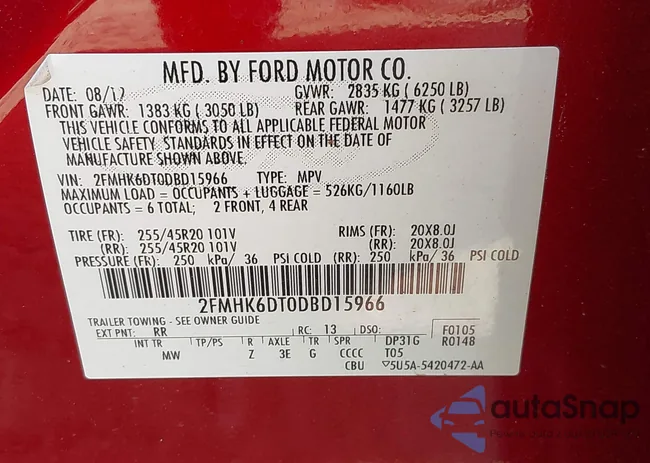 MFD. BY FORD MOTOR CO.
DATE: 08/12 GVWR: 2835 KG ( 6250 LB)
FRONT GAWR: 1383 KG ( 3050 LB) REAR GAWR: 1477 KG ( 3257 LB)
THIS VEHICLE CONFORMS TO ALL APPLICABLE FEDERAL MOTOR
VEHICLE SAFETY STANDARDS IN EFFECT ON THE DATE OF
MANUFACTURE SHOWN ABOVE.
VIN: 2FMHK6DT0DBD15966 TYPE: MPV
MAXIMUM LOAD = OCCUPANTS + LUGGAGE = 526KG/1160LB
OCCUPANTS = 6 TOTAL; 2 FRONT, 4 REAR
TIRE (FR): 255/45R20 101V RIMS (FR): 20X8.0J
(RR): 255/45R20 101V (RR): 20X8.0J
PRESSURE (FR): 250 kPa/ 36 PSI COLD (RR): 250 kPa/ 36 PSI COLD
2FMHK6DT0DBD15966
TRAILER TOWING - SEE OWNER GUIDE
EXT PNT: RR RC: 13 DSO: F0105
INT TR TP/PS R AXLE TR SPR DP31G R0148
MW Z 3E G CCCC T05
CBU ▽5U5A-5420472-AA
autoSnap